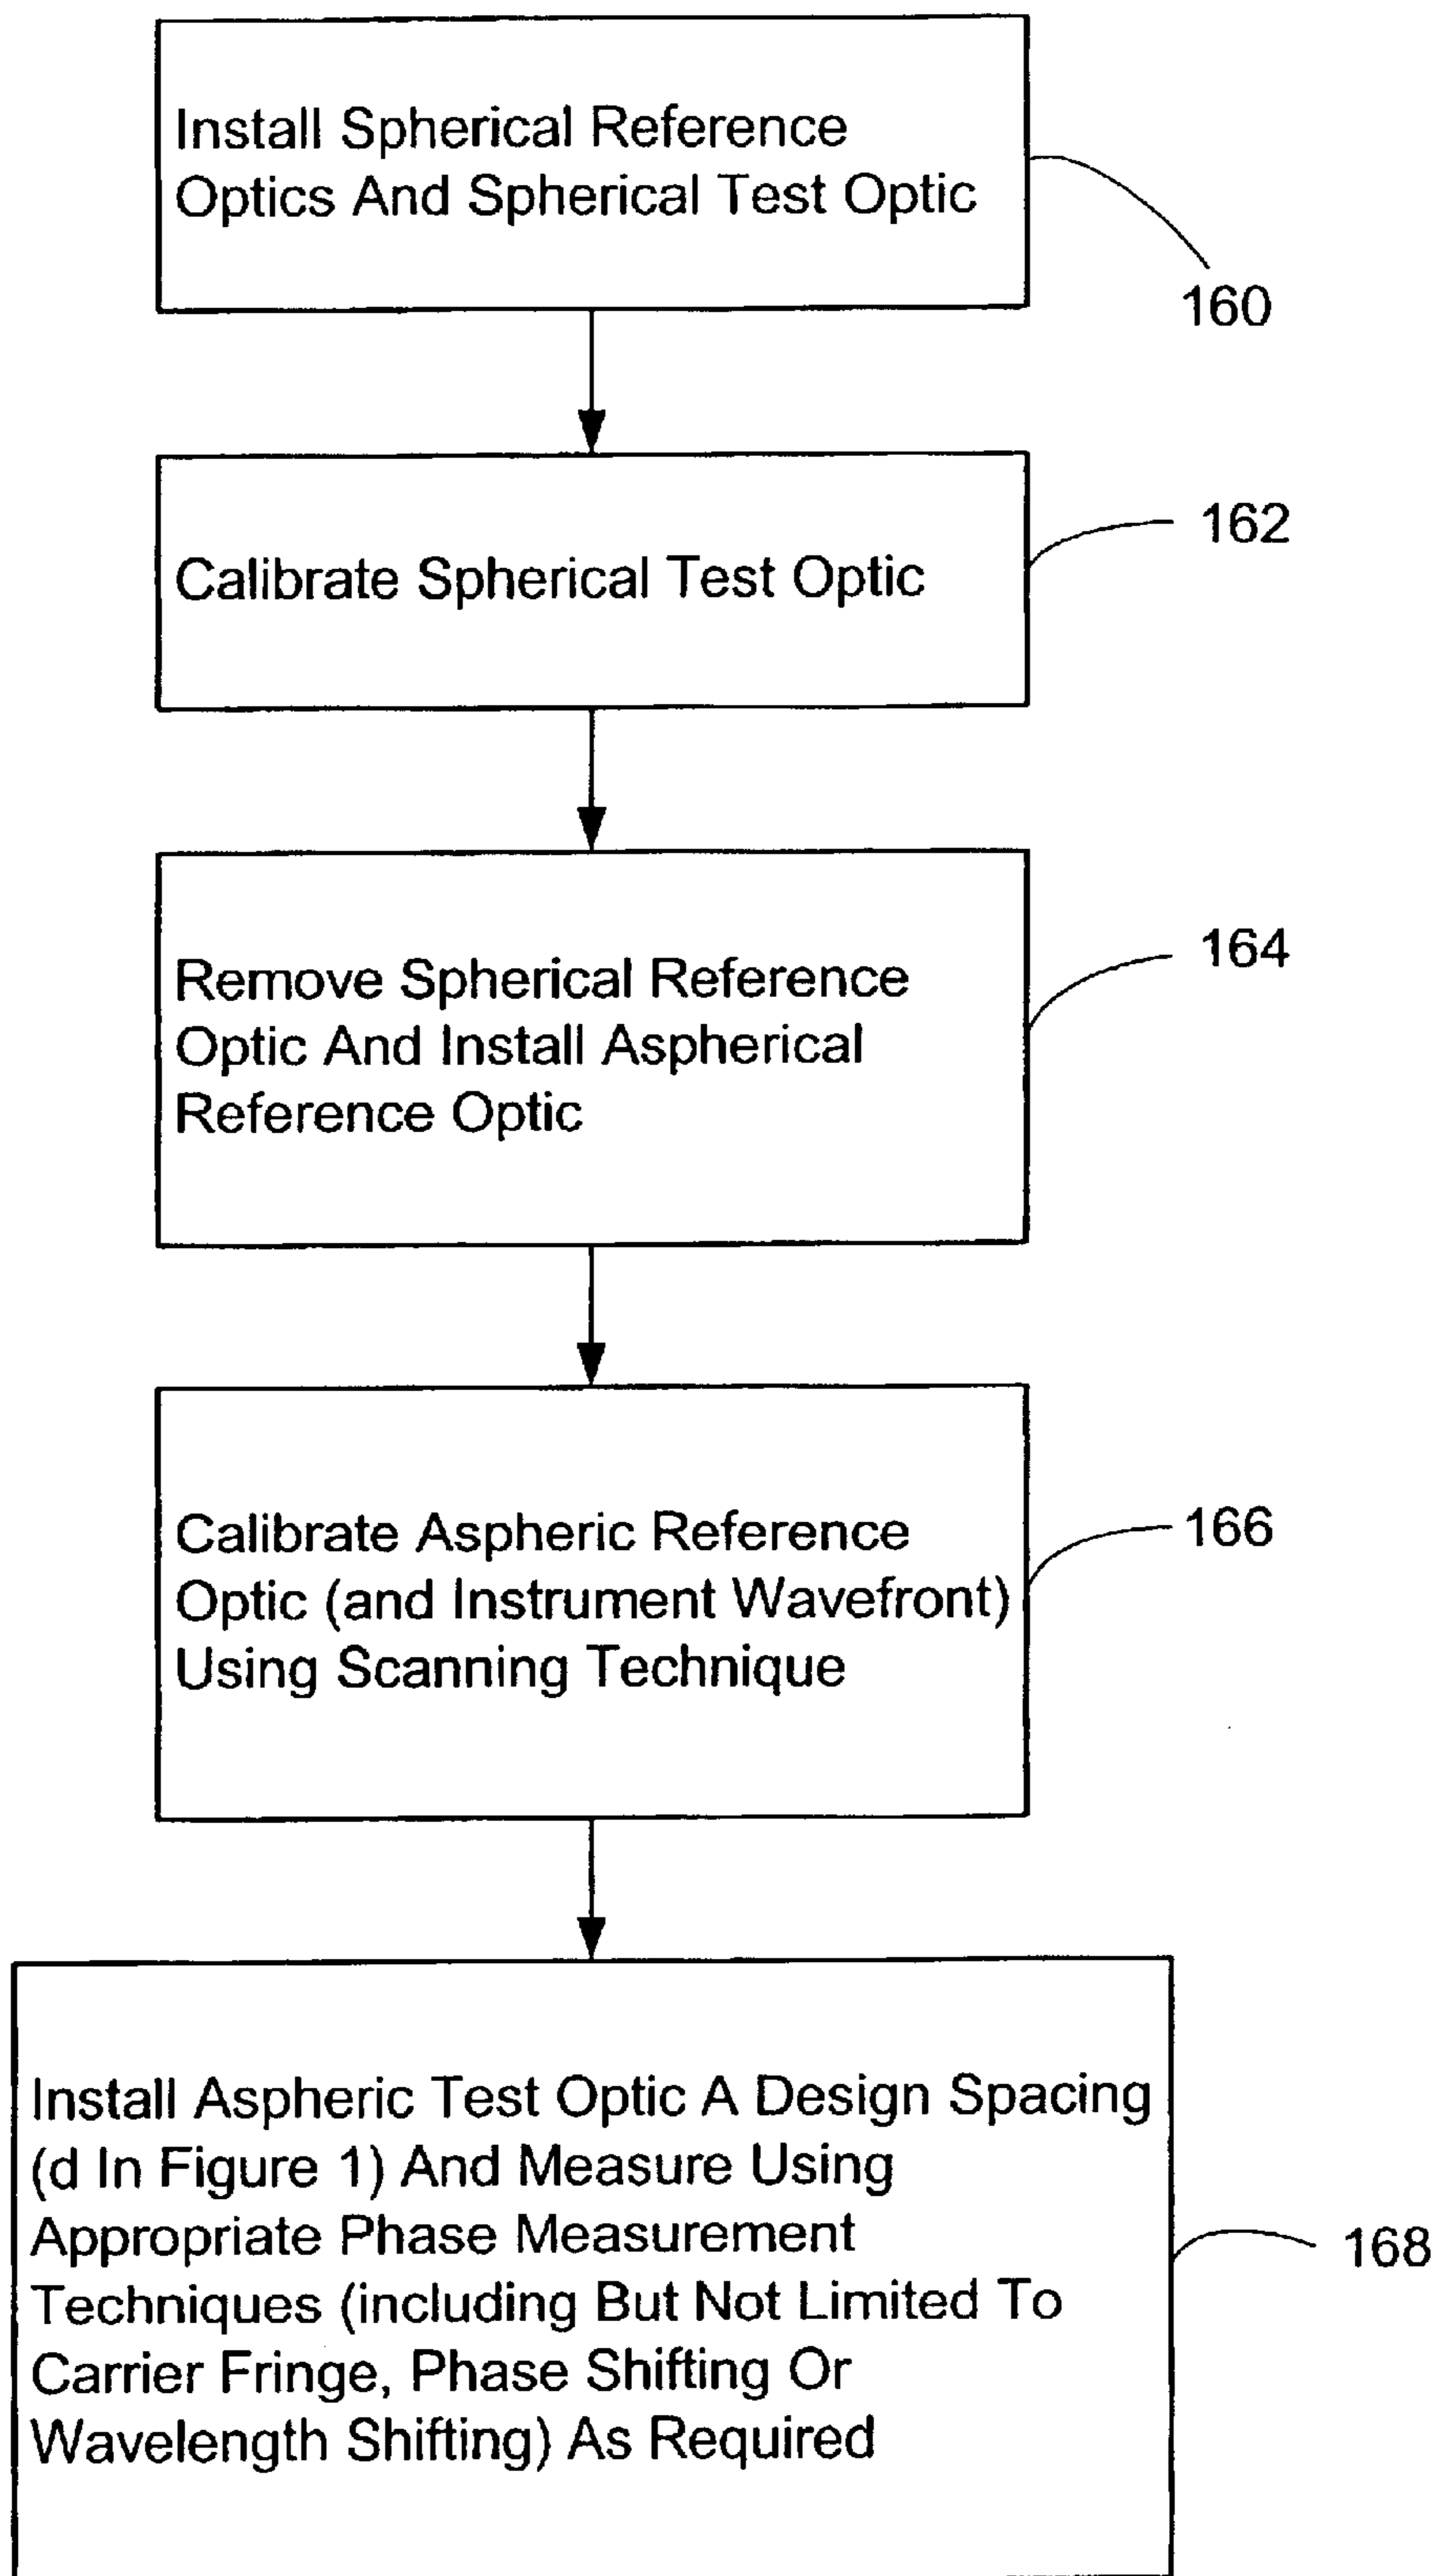 Install Spherical Reference
Optics And Spherical Test Optic
160
Calibrate Spherical Test Optic
162
Remove Spherical Reference
Optic And Install Aspherical
Reference Optic
164
Calibrate Aspheric Reference
Optic (and Instrument Wavefront)
Using Scanning Technique
166
Install Aspheric Test Optic A Design Spacing
(d In Figure 1) And Measure Using
Appropriate Phase Measurement
Techniques (including But Not Limited To
Carrier Fringe, Phase Shifting Or
Wavelength Shifting) As Required
168